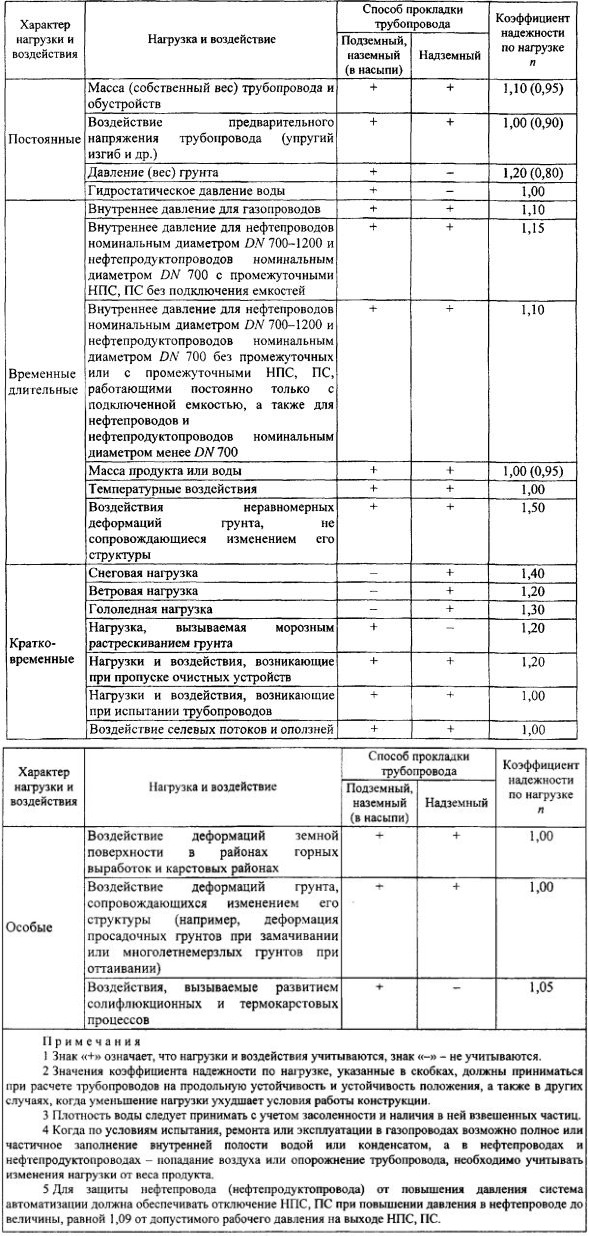 Характер
нагрузки и
воздействия
Нагрузка и воздействие
Способ прокладки
трубопровода
Подземный,
наземный
(в насыпи)
Надземный
Коэффициент
надежности
по нагрузке
n
Постоянные
Масса (собственный вес) трубопровода и
обустройств
+ + 1,10 (0,95)
Воздействие предварительного
напряжения трубопровода (упругий
изгиб и др.)
+ + 1,00 (0,90)
Давление (вес) грунта + – 1,20 (0,80)
Гидростатическое давление воды + – 1,00
Временные
длительные
Внутреннее давление для газопроводов + + 1,10
Внутреннее давление для нефтепроводов
номинальным диаметром DN 700–1200 и
нефтепродуктопроводов номинальным
диаметром DN 700 с промежуточными
НПС, ПС без подключения емкостей
+ + 1,15
Внутреннее давление для нефтепроводов
номинальным диаметром DN 700–1200 и
нефтепродуктопроводов номинальным
диаметром DN 700 без промежуточных
или с промежуточными НПС, ПС,
работающими постоянно только с
подключенной емкостью, а также для
нефтепроводов и
нефтепродуктопроводов номинальным
диаметром менее DN 700
+ + 1,10
Масса продукта или воды + + 1,00 (0,95)
Температурные воздействия + + 1,00
Воздействия неравномерных
деформаций грунта, не
сопровождающиеся изменением его
структуры
+ + 1,50
Кратко-
временные
Снеговая нагрузка – + 1,40
Ветровая нагрузка – + 1,20
Гололедная нагрузка – + 1,30
Нагрузка, вызываемая морозным
растрескиванием грунта
+ – 1,20
Нагрузки и воздействия, возникающие
при пропуске очистных устройств
+ + 1,20
Нагрузки и воздействия, возникающие
при испытании трубопроводов
+ + 1,00
Воздействие селевых потоков и оползней + + 1,00
Характер
нагрузки и
воздействия
Нагрузка и воздействие
Способ прокладки
трубопровода
Подземный,
наземный
(в насыпи)
Надземный
Коэффициент
надежности
по нагрузке
n
Особые
Воздействие деформаций земной
поверхности в районах горных
выработок и карстовых районах
+ + 1,00
Воздействие деформаций грунта,
сопровождающихся изменением его
структуры (например, деформация
просадочных грунтов при замачивании
или многолетнемерзлых грунтов при
оттаивании)
+ + 1,00
Воздействия, вызываемые развитием
солифлюкционных и термокарстовых
процессов
+ – 1,05
Примечания
1 Знак «+» означает, что нагрузки и воздействия учитываются, знак «–» – не учитываются.
2 Значения коэффициента надежности по нагрузке, указанные в скобках, должны приниматься
при расчете трубопроводов на продольную устойчивость и устойчивость положения, а также в других
случаях, когда уменьшение нагрузки ухудшает условия работы конструкции.
3 Плотность воды следует принимать с учетом засоленности и наличия в ней взвешенных частиц.
4 Когда по условиям испытания, ремонта или эксплуатации в газопроводах возможно полное или
частичное заполнение внутренней полости водой или конденсатом, а в нефтепроводах и
нефтепродуктопроводах – попадание воздуха или опорожнение трубопровода, необходимо учитывать
изменения нагрузки от веса продукта.
5 Для защиты нефтепровода (нефтепродуктопровода) от повышения давления система
автоматизации должна обеспечивать отключение НПС, ПС при повышении давления в нефтепроводе до
величины, равной 1,09 от допустимого рабочего давления на выходе НПС, ПС.